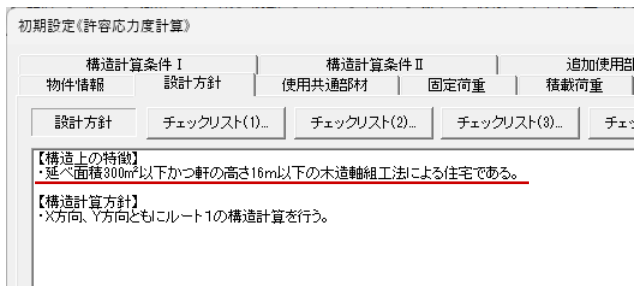 初期設定《許容応力度計算》
構造計算条件Ⅰ 構造計算条件Ⅱ 追加使用部
物件情報 設計方針 使用共通部材 固定荷重 積載荷重
設計方針 チェックリスト(1)... チェックリスト(2)... チェックリスト(3)... チェッ
【構造上の特徴】
・延べ面積300㎡以下かつ軒の高さ16m以下の木造軸組工法による住宅である。
【構造計算方針】
・X方向、Y方向ともにルート1の構造計算を行う。